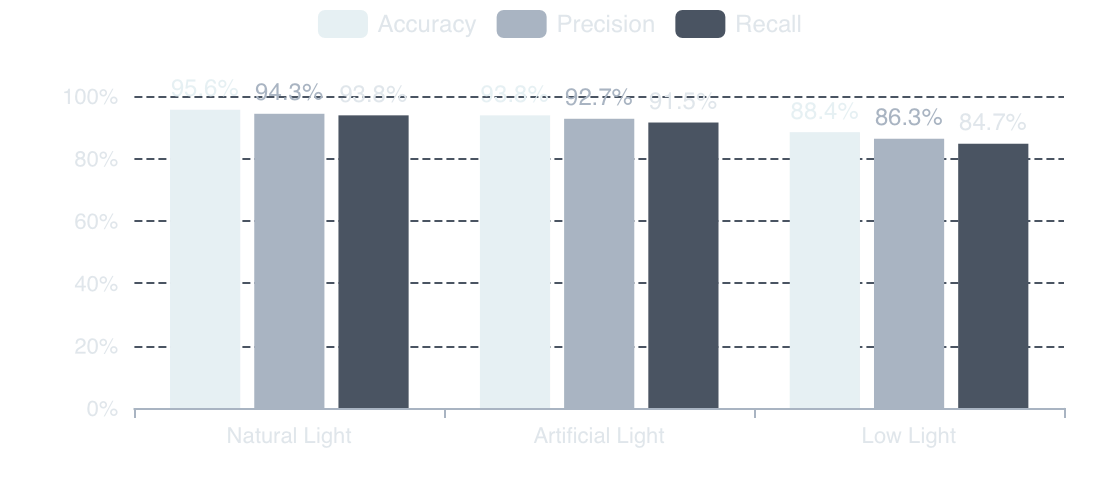 Accuracy Precision Recall
95.6% 94.3% 93.8% 93.8% 92.7% 91.5% 88.4% 86.3% 84.7%
100%
80%
60%
40%
20%
0%
Natural Light Artificial Light Low Light